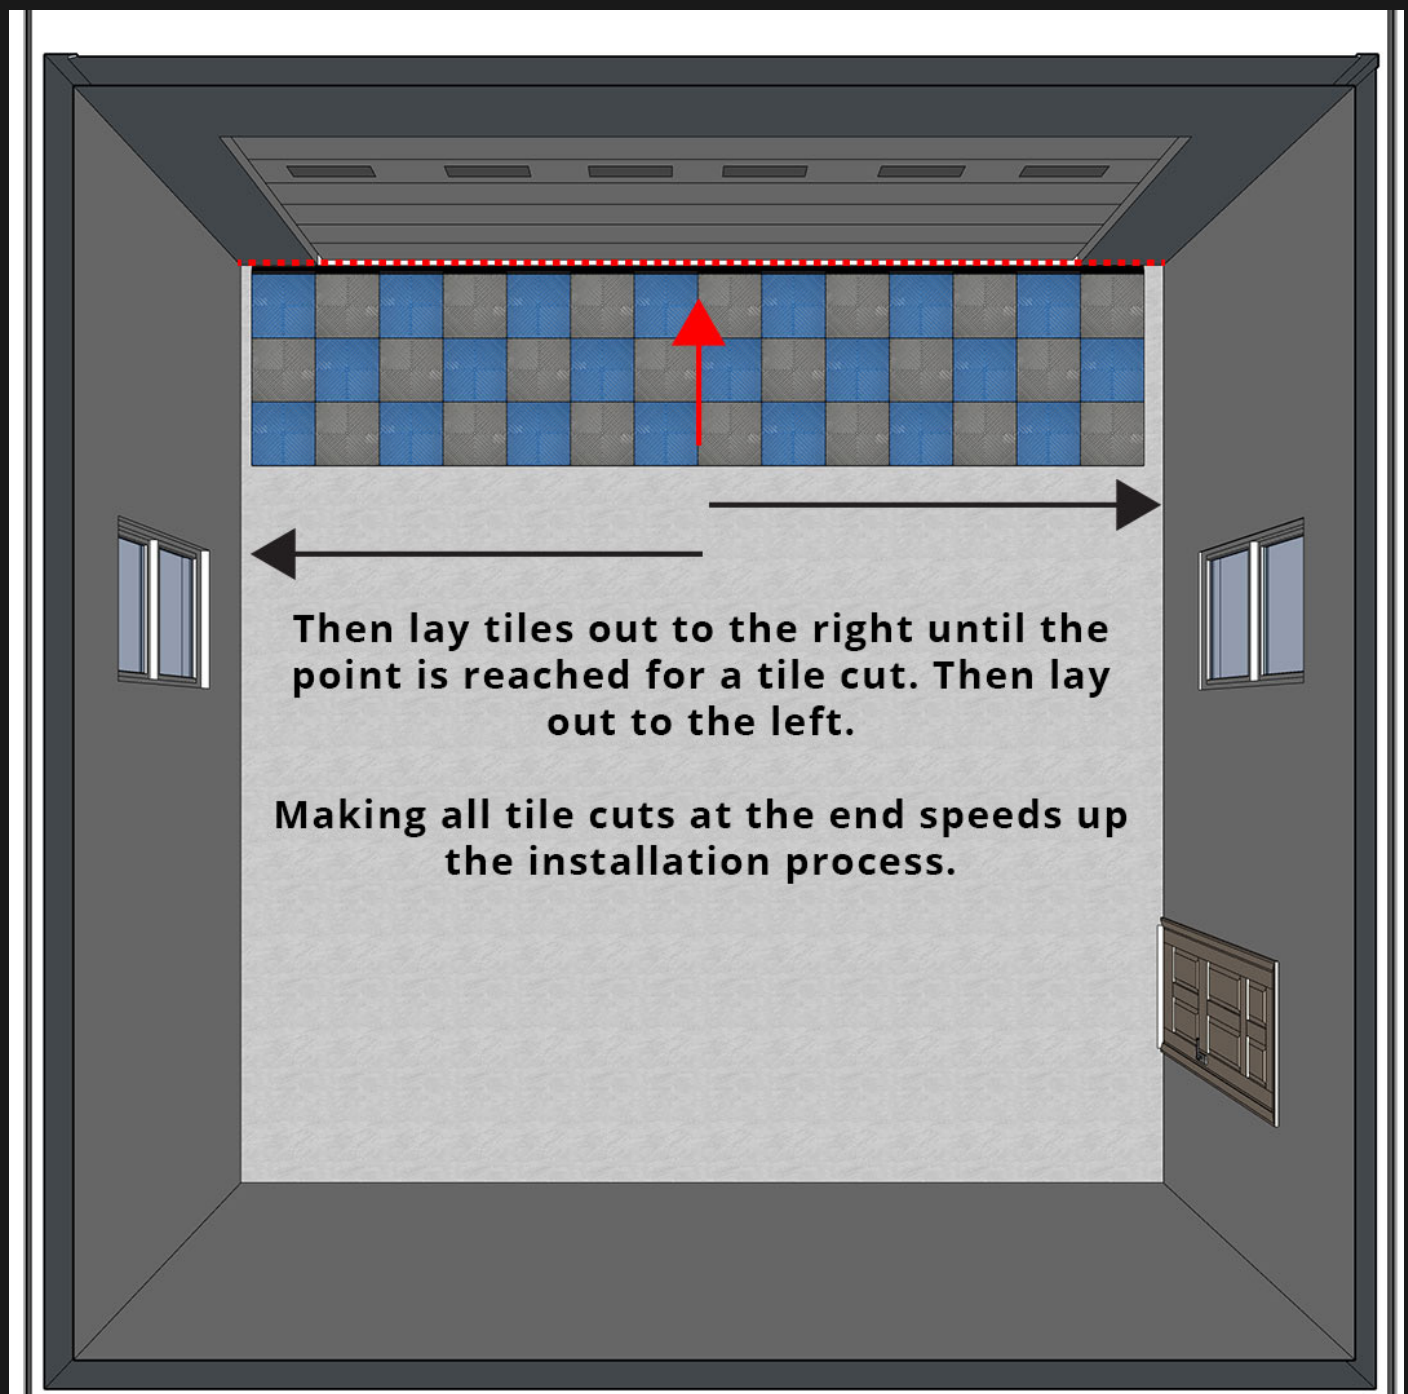 Then lay tiles out to the right until the
point is reached for a tile cut. Then lay
out to the left.
Making all tile cuts at the end speeds up
the installation process.